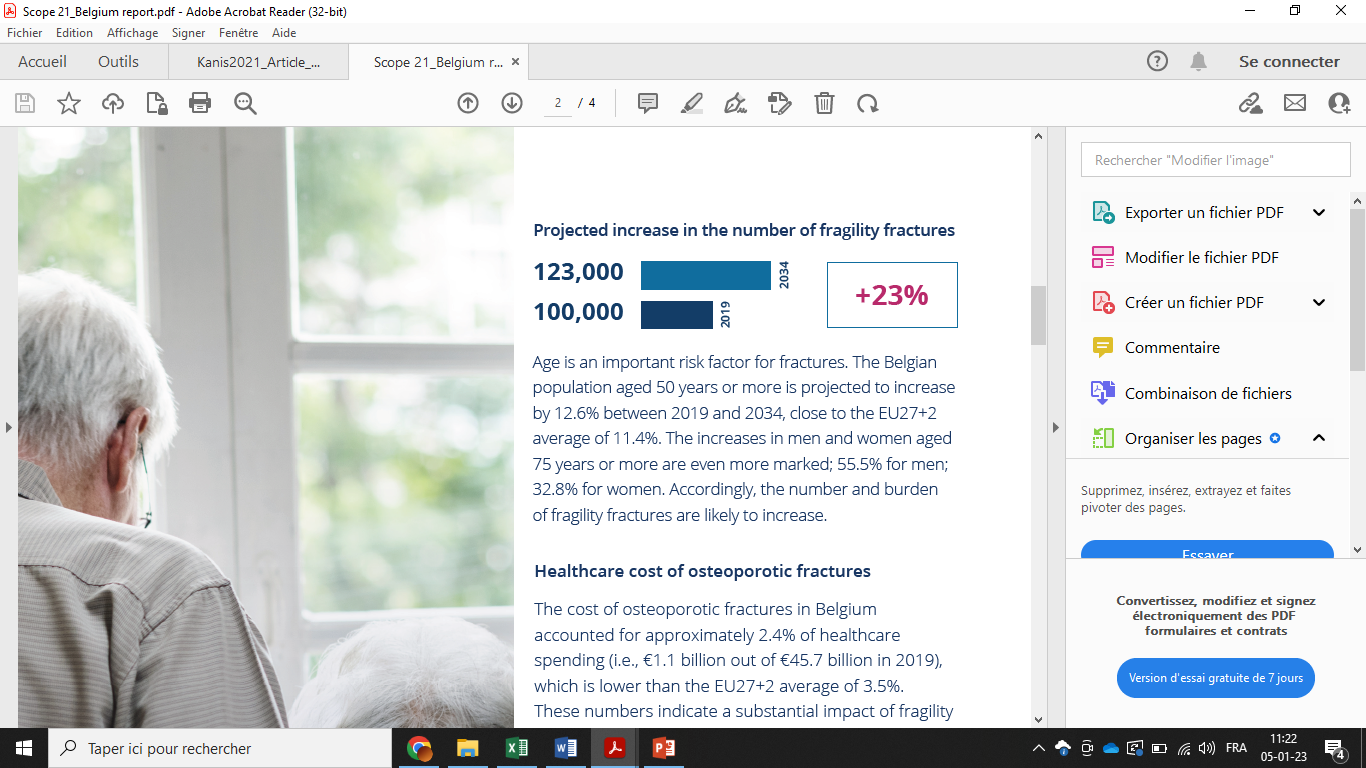 Scope 21_Belgium report.pdf - Adobe Acrobat Reader (32-bit)
Fichier Edition Affichage Signer Fenêtre Aide
Accueil Outils Kanis2021_Article_... Scope 21_Belgium r... × Se connecter
2 / 4
Rechercher "Modifier l'image"
Exporter un fichier PDF
Modifier le fichier PDF
Créer un fichier PDF
Commentaire
Combinaison de fichiers
Organiser les pages
Supprimez, insérez, extrayez et faites
pivoter des pages.
Essayer
Convertissez, modifiez et signez
électroniquement des PDF
formulaires et contrats
Version d'essai gratuite de 7 jours
Projected increase in the number of fragility fractures
123,000 2034
100,000 2019
+23%
Age is an important risk factor for fractures. The Belgian
population aged 50 years or more is projected to increase
by 12.6% between 2019 and 2034, close to the EU27+2
average of 11.4%. The increases in men and women aged
75 years or more are even more marked; 55.5% for men;
32.8% for women. Accordingly, the number and burden
of fragility fractures are likely to increase.
Healthcare cost of osteoporotic fractures
The cost of osteoporotic fractures in Belgium
accounted for approximately 2.4% of healthcare
spending (i.e., €1.1 billion out of €45.7 billion in 2019),
which is lower than the EU27+2 average of 3.5%.
These numbers indicate a substantial impact of fragility
Taper ici pour rechercher
FRA
11:22
05-01-23
4